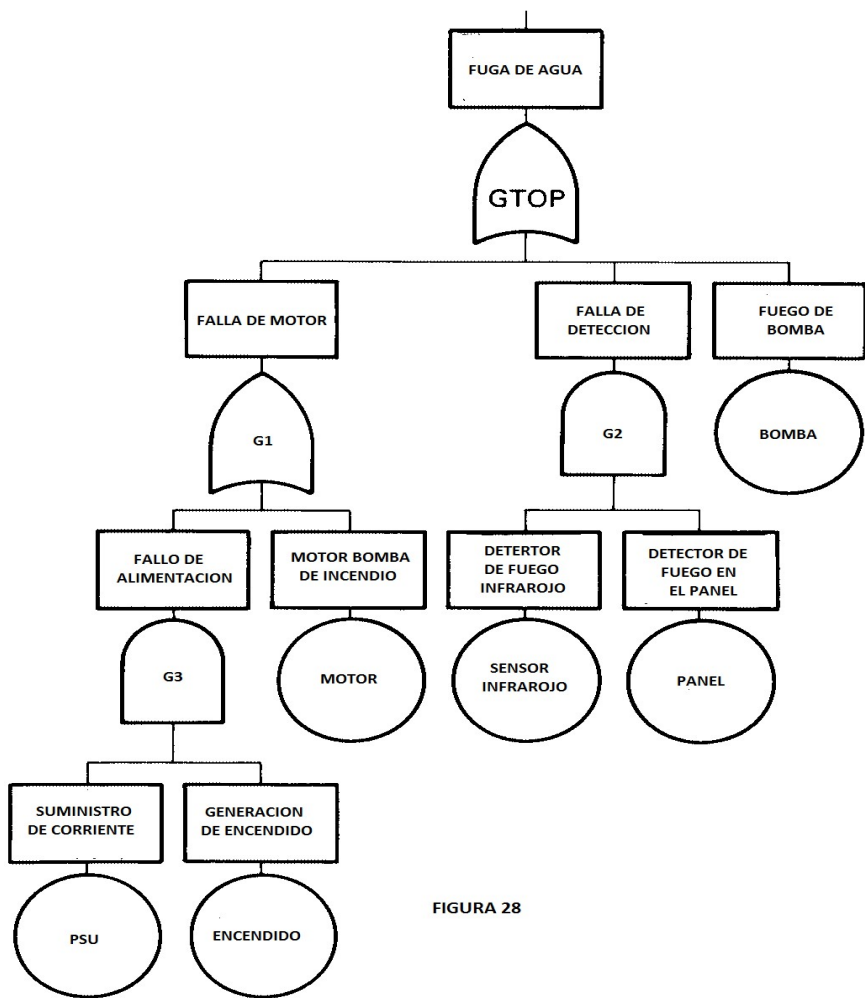 FUGA DE AGUA
GTOP
FALLA DE MOTOR
FALLA DE
DETECCION
FUEGO DE
BOMBA
G1
G2
BOMBA
FALLO DE
ALIMENTACION
MOTOR BOMBA
DE INCENDIO
DETERTOR
DE FUEGO
INFRAROJO
DETECTOR DE
FUEGO EN
EL PANEL
G3
MOTOR
SENSOR
INFRAROJO
PANEL
SUMINISTRO
DE CORRIENTE
GENERACION
DE ENCENDIDO
PSU
ENCENDIDO
FIGURA 28